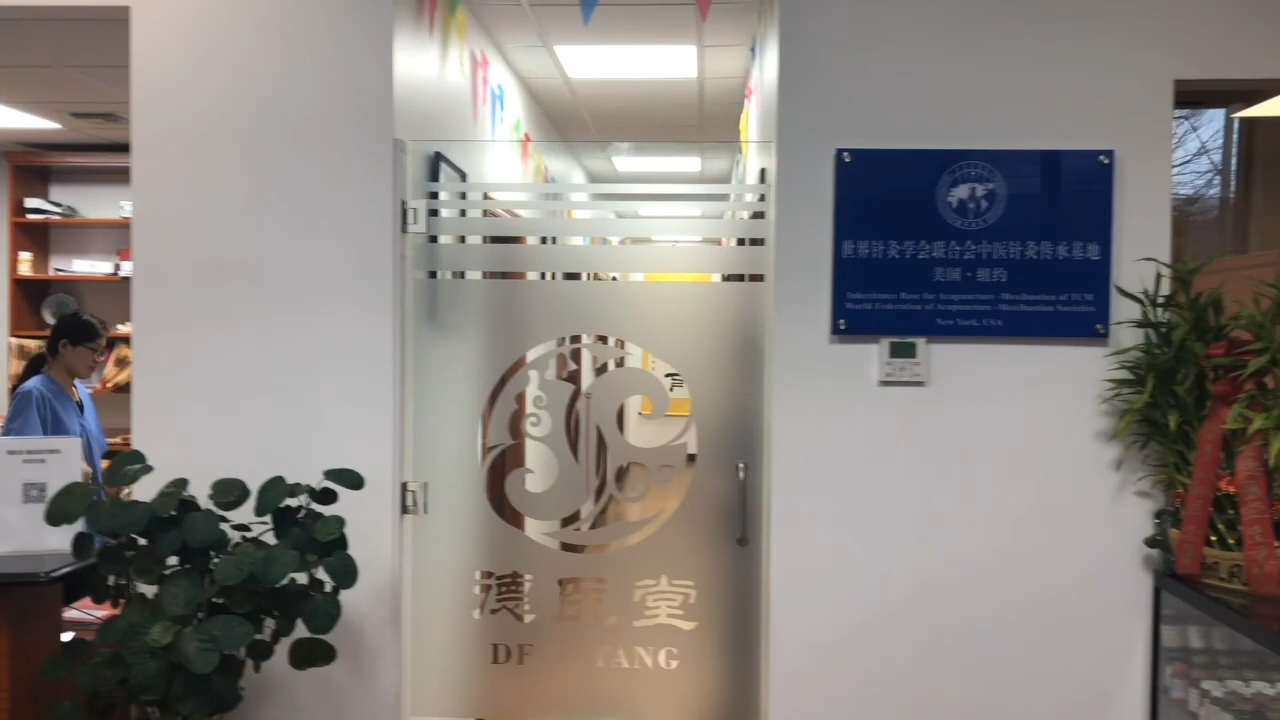 世界针灸学会联合会中医针灸传承基地
美国·纽约
Inheritance Base for Acupuncture-Moxibustion of TCM
World Federation of Acupuncture-Moxibustion Societies
New York, USA
德医堂
TANG